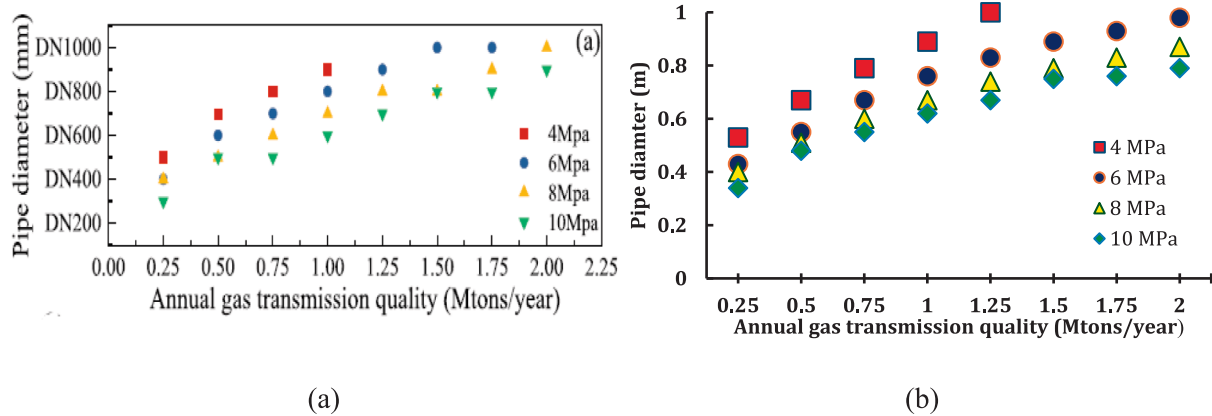 (a)
Pipe diameter (mm)
DN1000
DN800
DN600
DN400
DN200
4Mpa
6Mpa
8Mpa
10Mpa
0.00 0.25 0.50 0.75 1.00 1.25 1.50 1.75 2.00 2.25
Annual gas transmission quality (Mtons/year)
Pipe diamter (m)
1
0.8
0.6
0.4
0.2
0
4 MPa
6 MPa
8 MPa
10 MPa
0.25 0.5 0.75 1 1.25 1.5 1.75 2
Annual gas transmission quality (Mtons/year)
(a)
(b)